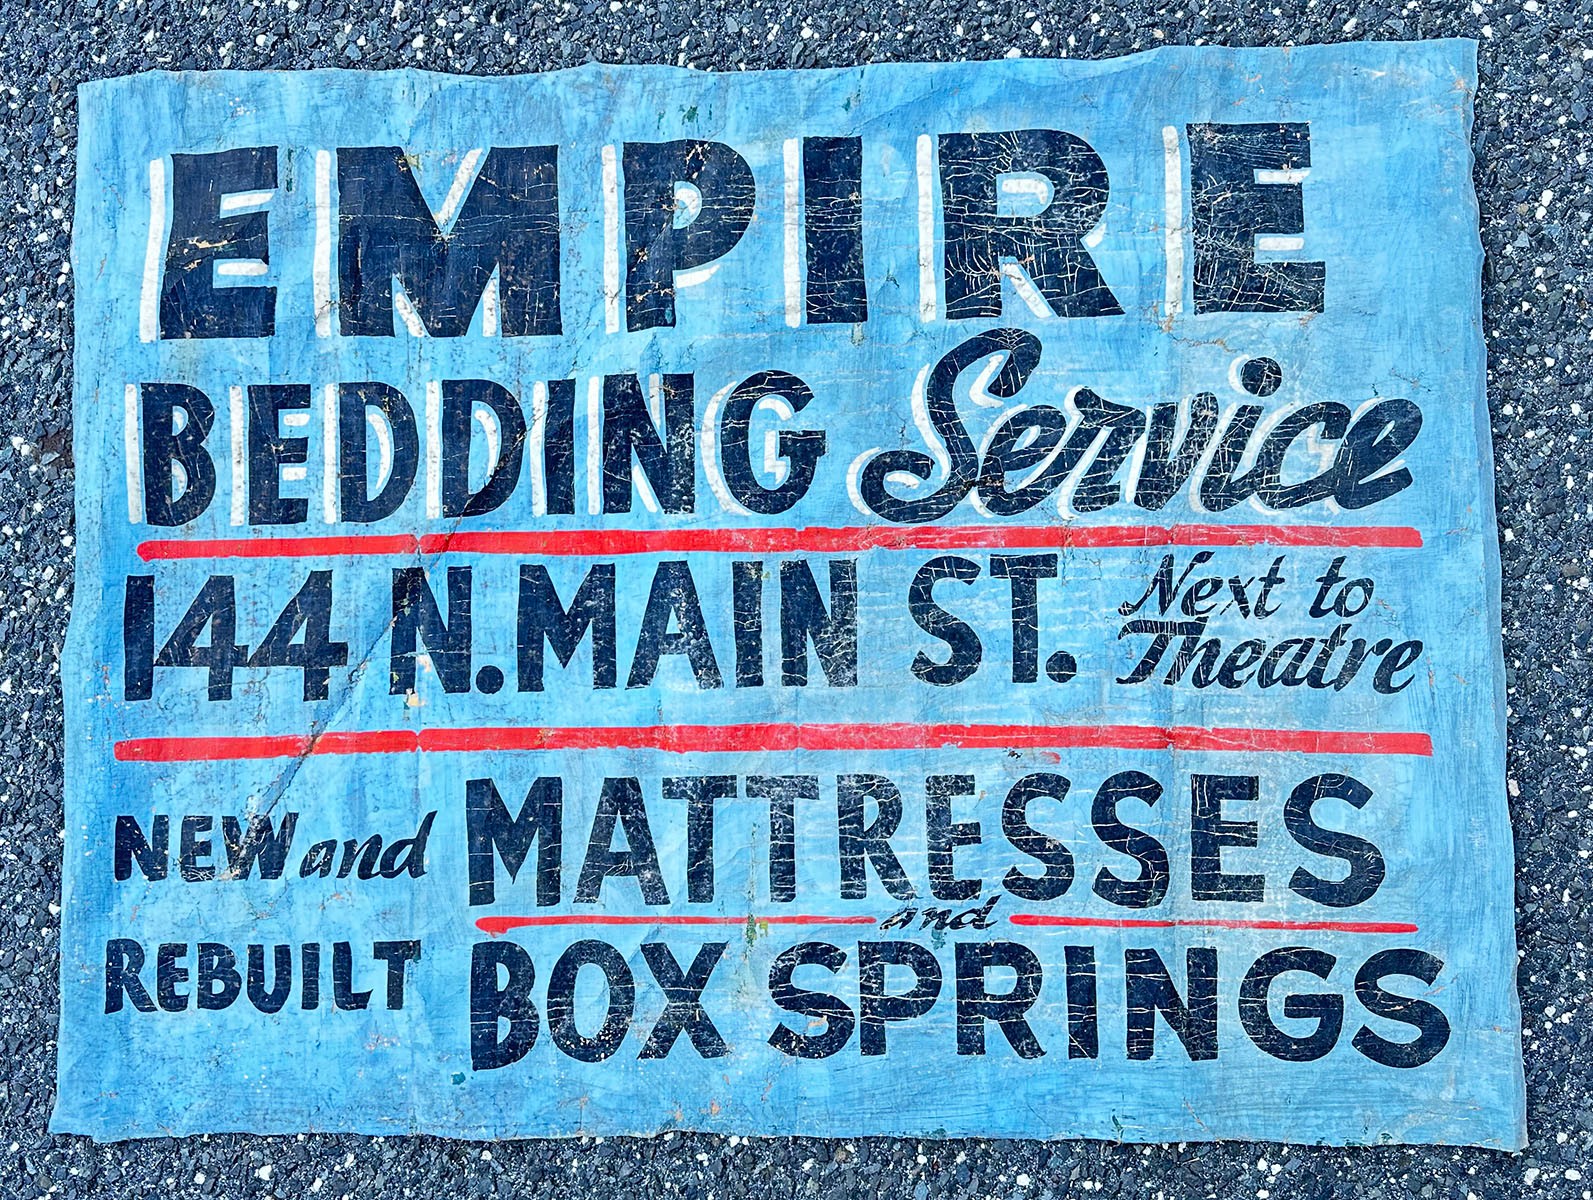 EMPIRE
BEDDING Service
144 N. MAIN ST. Next to
Theatre
NEW and MATTRESSES
and
REBUILT BOX SPRINGS